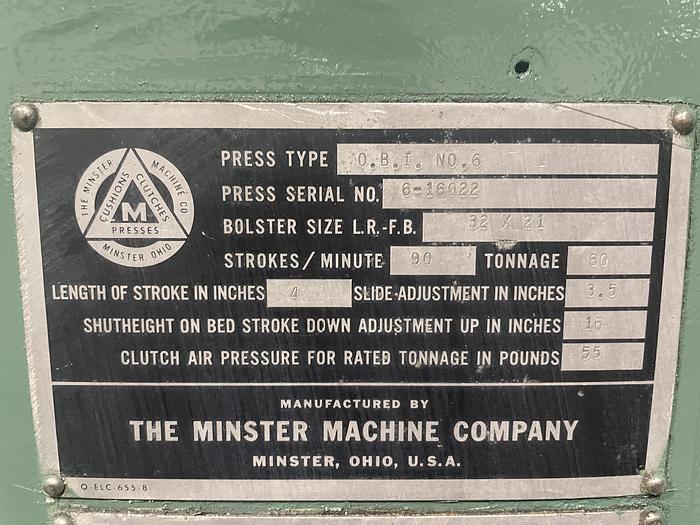 THE MINSTER MACHINE CO
CUSHIONS CLUTCHES
M
PRESSES
MINSTER, OHIO
PRESS TYPE O.B.I. NO.6
PRESS SERIAL NO. 6-16022
BOLSTER SIZE L.R.-F.B. 32 X 21
STROKES/MINUTE 90 TONNAGE 60
LENGTH OF STROKE IN INCHES 4 SLIDE ADJUSTMENT IN INCHES 3.5
SHUTHEIGHT ON BED STROKE DOWN ADJUSTMENT UP IN INCHES 16
CLUTCH AIR PRESSURE FOR RATED TONNAGE IN POUNDS 55
MANUFACTURED BY
THE MINSTER MACHINE COMPANY
MINSTER, OHIO, U.S.A.
O-ELC-655 B